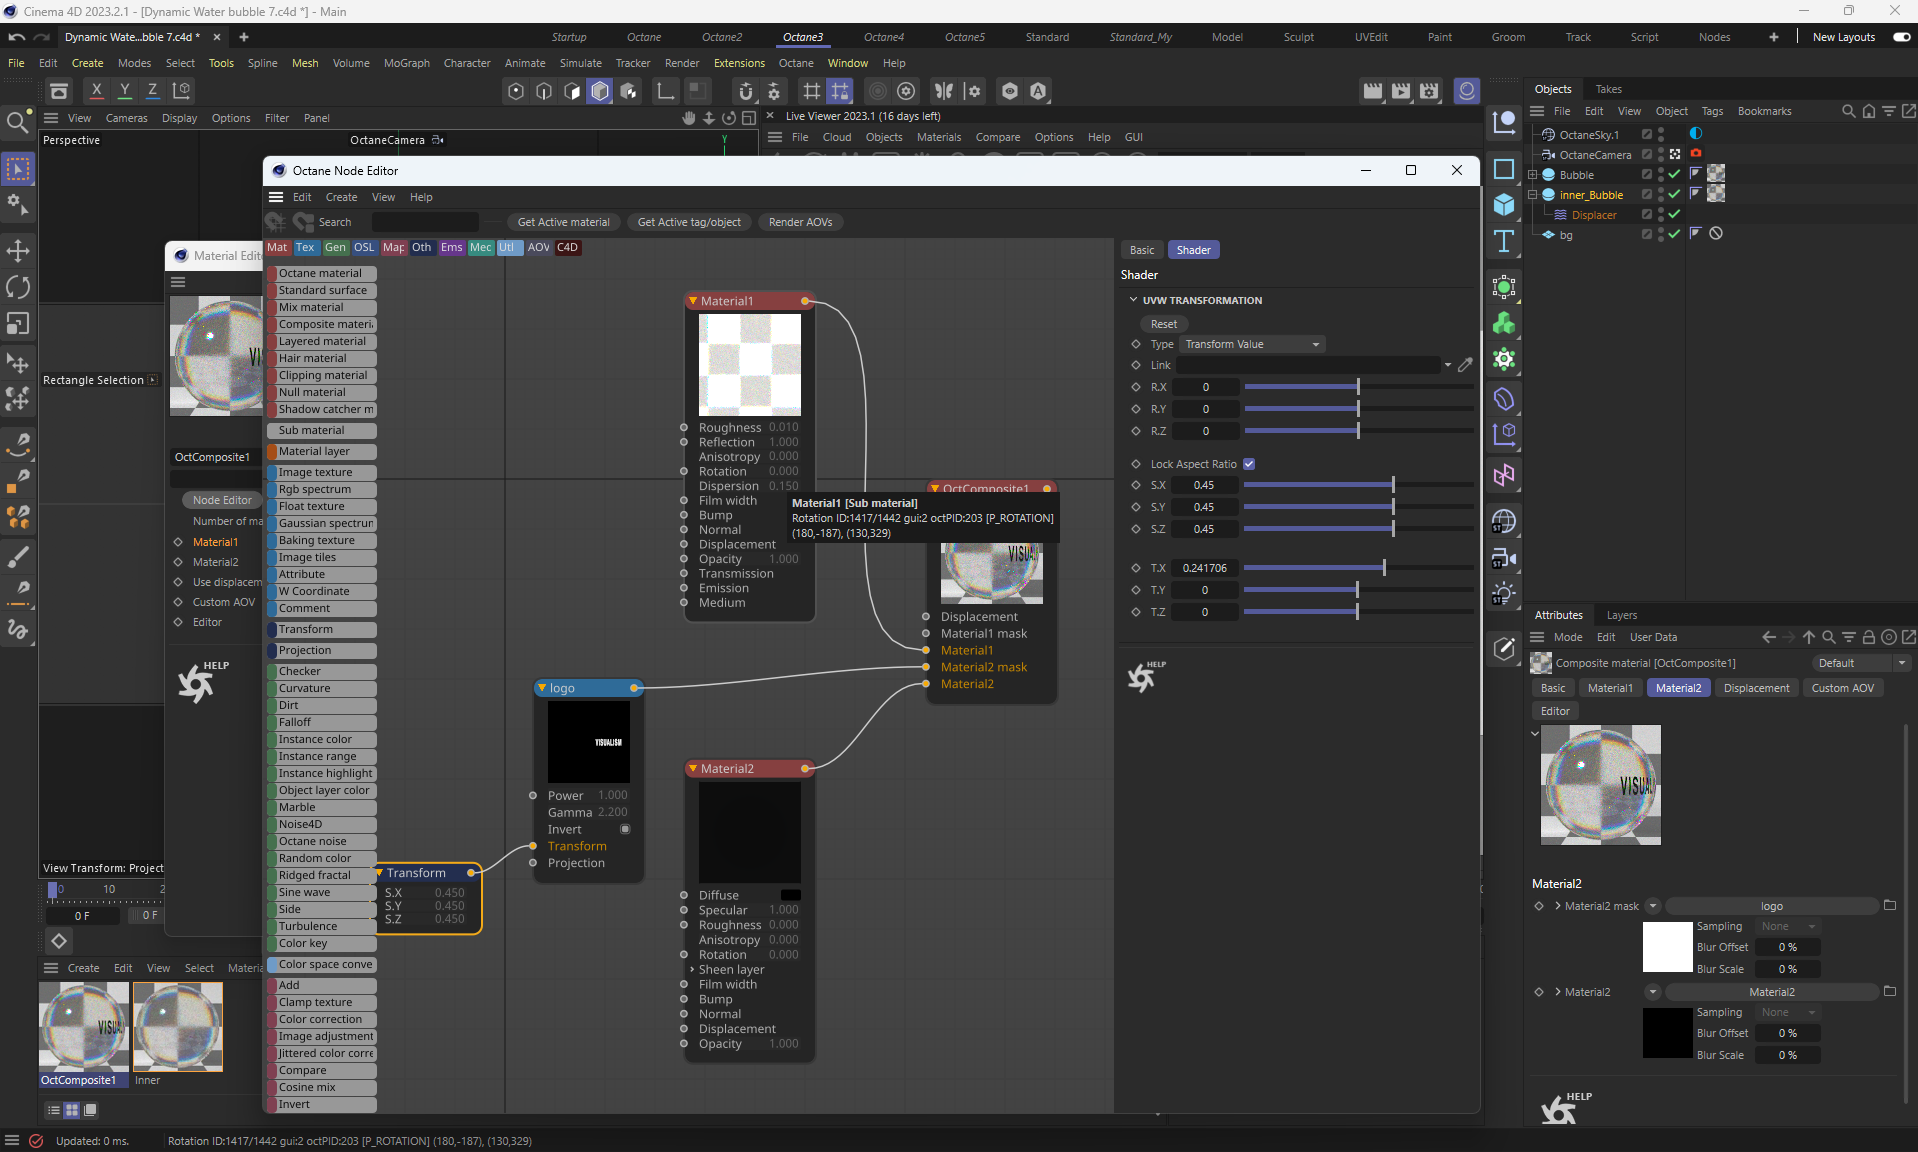 Cinema 4D 2023.2.1 - [Dynamic Water bubble 7.c4d *] - Main
Dynamic Wate...bble 7.c4d *
Startup Octane Octane2 Octane3 Octane4 Octane5 Standard Standard_My Model Sculpt UVEdit Paint Groom Track Script Nodes New Layouts
File Edit Create Modes Select Tools Spline Mesh Volume MoGraph Character Animate Simulate Tracker Render Extensions Octane Window Help
X Y Z
View Cameras Display Options Filter Panel
Live Viewer 2023.1 (16 days left)
File Cloud Objects Materials Compare Options Help GUI
Perspective
OctaneCamera
Y
Rectangle Selection
View Transform: Project
0 10 2
0 F
0 F
Material Edito
OctComposite1
Node Editor
Number of ma
Material1
Material2
Use displacem
Custom AOV
Editor
HELP
Octane Node Editor
Edit Create View Help
Search
Get Active material
Get Active tag/object
Render AOVs
Mat Tex Gen OSL Map Oth Ems Mec Utl AOV C4D
Octane material
Standard surface
Mix material
Composite materi
Layered material
Hair material
Clipping material
Null material
Shadow catcher m
Sub material
Material layer
Image texture
Rgb spectrum
Float texture
Gaussian spectrun
Baking texture
Image tiles
Attribute
W Coordinate
Comment
Transform
Projection
Checker
Curvature
Dirt
Falloff
Instance color
Instance range
Instance highlight
Object layer color
Marble
Noise4D
Octane noise
Random color
Ridged fractal
Sine wave
Side
Turbulence
Color key
Color space conve
Add
Clamp texture
Color correction
Image adjustment
Jittered color corre
Compare
Cosine mix
Invert
Material1
Roughness 0.010
Reflection 1.000
Anisotropy 0.000
Rotation 0.000
Dispersion 0.150
Film width
Bump
Normal
Displacement
Opacity 1.000
Transmission
Emission
Medium
Material1 [Sub material]
Rotation ID:1417/1442 gui:2 octPID:203 [P_ROTATION]
(180,-187), (130,329)
OctComposite1
VISUAL
Displacement
Material1 mask
Material1
Material2 mask
Material2
logo
VISUALISM
Power 1.000
Gamma 2.200
Invert
Transform
Projection
Transform
S.X 0.450
S.Y 0.450
S.Z 0.450
Material2
Diffuse
Specular 1.000
Roughness 0.000
Anisotropy 0.000
Rotation 0.000
Sheen layer
Film width
Bump
Normal
Displacement
Opacity 1.000
Basic Shader
Shader
UVW TRANSFORMATION
Reset
Type Transform Value
Link
R.X 0
R.Y 0
R.Z 0
Lock Aspect Ratio
S.X 0.45
S.Y 0.45
S.Z 0.45
T.X 0.241706
T.Y 0
T.Z 0
HELP
Objects Takes
File Edit View Object Tags Bookmarks
OctaneSky.1
OctaneCamera
Bubble
inner_Bubble
Displacer
bg
ST
ST
ST
Attributes Layers
Mode Edit User Data
Composite material [OctComposite1]
Default
Basic Material1 Material2 Displacement Custom AOV
Editor
VISUAL
Material2
Material2 mask logo
Sampling None
Blur Offset 0 %
Blur Scale 0 %
Material2 Material2
Sampling None
Blur Offset 0 %
Blur Scale 0 %
HELP
Create Edit View Select Materia
OctComposite1 Inner
Updated: 0 ms. Rotation ID:1417/1442 gui:2 octPID:203 [P_ROTATION] (180,-187), (130,329)